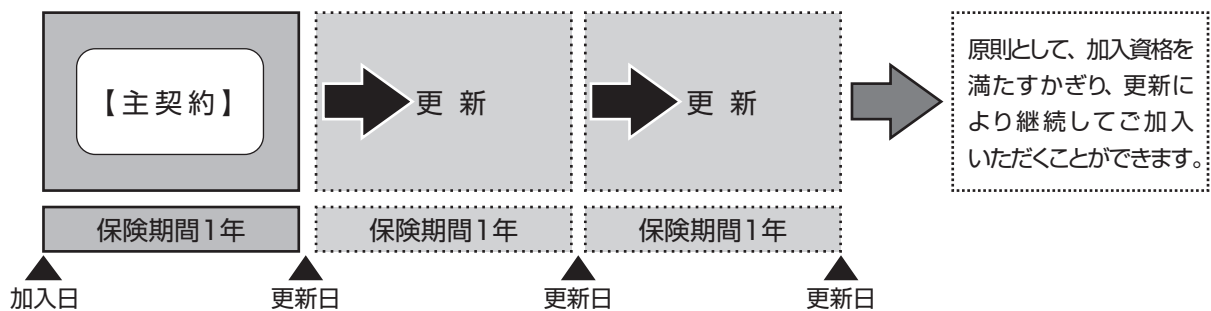 【主契約】
更 新
更 新
原則として、加入資格を
満たすかぎり、更新に
より継続してご加入
いただくことができます。
保険期間1年
保険期間1年
保険期間1年
加入日
更新日
更新日
更新日